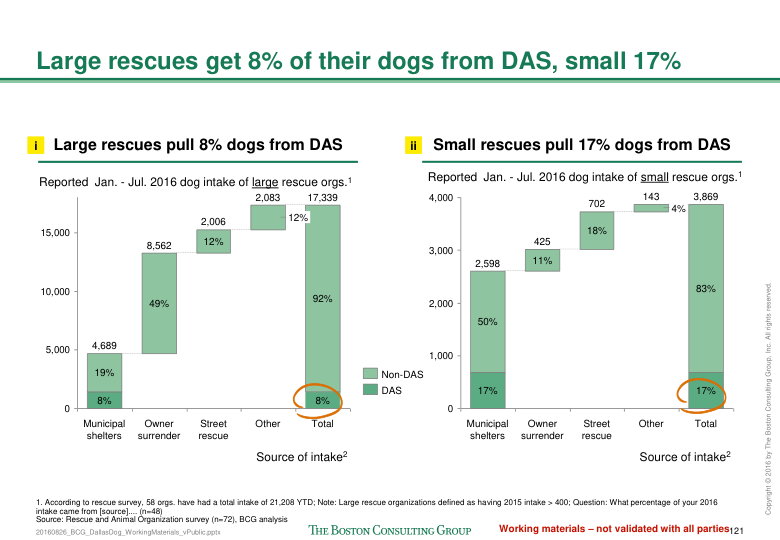 Large rescues get 8% of their dogs from DAS, small 17%
i Large rescues pull 8% dogs from DAS
Reported Jan. - Jul. 2016 dog intake of large rescue orgs.1
2,083 17,339
12%
2,006
15,000
12%
8,562
10,000
92%
49%
4,689
5,000
19%
8%
8%
0
Municipal shelters
Owner surrender
Street rescue
Other
Total
Source of intake2
Non-DAS
DAS
ii Small rescues pull 17% dogs from DAS
Reported Jan. - Jul. 2016 dog intake of small rescue orgs.1
4,000
143
3,869
4%
702
18%
3,000
425
11%
2,598
83%
2,000
50%
1,000
17%
17%
0
Municipal shelters
Owner surrender
Street rescue
Other
Total
Source of intake2
1. According to rescue survey, 58 orgs. have had a total intake of 21,208 YTD; Note: Large rescue organizations defined as having 2015 intake > 400; Question: What percentage of your 2016
intake came from [source].... (n=48)
Source: Rescue and Animal Organization survey (n=72), BCG analysis
20160826_BCG_DallasDog_WorkingMaterials_vPublic.pptx
THE BOSTON CONSULTING GROUP
Working materials – not validated with all parties
121
Copyright © 2016 by The Boston Consulting Group, Inc. All rights reserved.